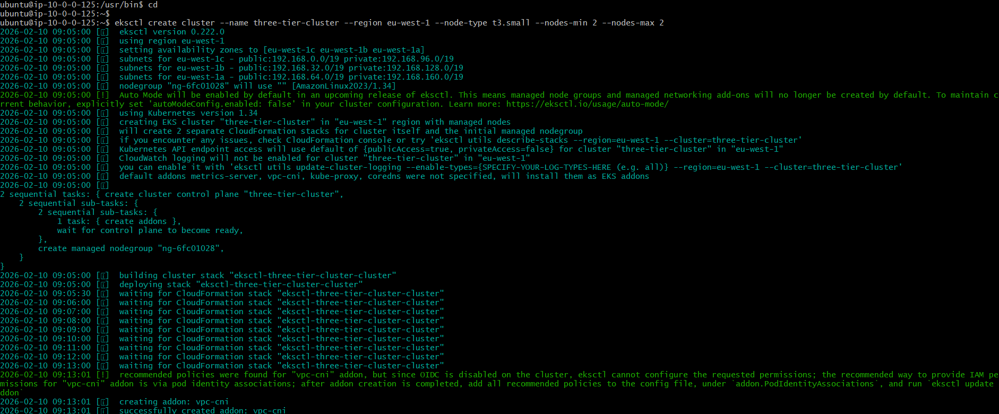 ubuntu@ip-10-0-0-125:/usr/bin$ cd
ubuntu@ip-10-0-0-125:~$
ubuntu@ip-10-0-0-125:~$ eksctl create cluster --name three-tier-cluster --region eu-west-1 --node-type t3.small --nodes-min 2 --nodes-max 2
2026-02-10 09:05:00 [ℹ]  eksctl version 0.222.0
2026-02-10 09:05:00 [ℹ]  using region eu-west-1
2026-02-10 09:05:00 [ℹ]  setting availability zones to [eu-west-1c eu-west-1b eu-west-1a]
2026-02-10 09:05:00 [ℹ]  subnets for eu-west-1c - public:192.168.0.0/19 private:192.168.96.0/19
2026-02-10 09:05:00 [ℹ]  subnets for eu-west-1b - public:192.168.32.0/19 private:192.168.128.0/19
2026-02-10 09:05:00 [ℹ]  subnets for eu-west-1a - public:192.168.64.0/19 private:192.168.160.0/19
2026-02-10 09:05:00 [ℹ]  nodegroup "ng-6fc01028" will use "" [AmazonLinux2023/1.34]
2026-02-10 09:05:00 [!]  Auto Mode will be enabled by default in an upcoming release of eksctl. This means managed node groups and managed networking add-ons will no longer be created by default. To maintain c
rrent behavior, explicitly set 'autoModeConfig.enabled: false' in your cluster configuration. Learn more: https://eksctl.io/usage/auto-mode/
2026-02-10 09:05:00 [ℹ]  using Kubernetes version 1.34
2026-02-10 09:05:00 [ℹ]  creating EKS cluster "three-tier-cluster" in "eu-west-1" region with managed nodes
2026-02-10 09:05:00 [ℹ]  will create 2 separate CloudFormation stacks for cluster itself and the initial managed nodegroup
2026-02-10 09:05:00 [ℹ]  if you encounter any issues, check CloudFormation console or try 'eksctl utils describe-stacks --region=eu-west-1 --cluster=three-tier-cluster'
2026-02-10 09:05:00 [ℹ]  Kubernetes API endpoint access will use default of {publicAccess=true, privateAccess=false} for cluster "three-tier-cluster" in "eu-west-1"
2026-02-10 09:05:00 [ℹ]  CloudWatch logging will not be enabled for cluster "three-tier-cluster" in "eu-west-1"
2026-02-10 09:05:00 [ℹ]  you can enable it with 'eksctl utils update-cluster-logging --enable-types={SPECIFY-YOUR-LOG-TYPES-HERE (e.g. all)} --region=eu-west-1 --cluster=three-tier-cluster'
2026-02-10 09:05:00 [ℹ]  default addons metrics-server, vpc-cni, kube-proxy, coredns were not specified, will install them as EKS addons
2026-02-10 09:05:00 [ℹ]
2 sequential tasks: { create cluster control plane "three-tier-cluster",
    2 sequential sub-tasks: {
        2 sequential sub-tasks: {
            1 task: { create addons },
            wait for control plane to become ready,
        },
        create managed nodegroup "ng-6fc01028",
    }
}
2026-02-10 09:05:00 [ℹ]  building cluster stack "eksctl-three-tier-cluster-cluster"
2026-02-10 09:05:00 [ℹ]  deploying stack "eksctl-three-tier-cluster-cluster"
2026-02-10 09:05:30 [ℹ]  waiting for CloudFormation stack "eksctl-three-tier-cluster-cluster"
2026-02-10 09:06:00 [ℹ]  waiting for CloudFormation stack "eksctl-three-tier-cluster-cluster"
2026-02-10 09:07:00 [ℹ]  waiting for CloudFormation stack "eksctl-three-tier-cluster-cluster"
2026-02-10 09:08:00 [ℹ]  waiting for CloudFormation stack "eksctl-three-tier-cluster-cluster"
2026-02-10 09:09:00 [ℹ]  waiting for CloudFormation stack "eksctl-three-tier-cluster-cluster"
2026-02-10 09:10:00 [ℹ]  waiting for CloudFormation stack "eksctl-three-tier-cluster-cluster"
2026-02-10 09:11:00 [ℹ]  waiting for CloudFormation stack "eksctl-three-tier-cluster-cluster"
2026-02-10 09:12:00 [ℹ]  waiting for CloudFormation stack "eksctl-three-tier-cluster-cluster"
2026-02-10 09:13:00 [ℹ]  waiting for CloudFormation stack "eksctl-three-tier-cluster-cluster"
2026-02-10 09:13:01 [!]  recommended policies were found for "vpc-cni" addon, but since OIDC is disabled on the cluster, eksctl cannot configure the requested permissions; the recommended way to provide IAM pe
missions for "vpc-cni" addon is via pod identity associations; after addon creation is completed, add all recommended policies to the config file, under `addon.PodIdentityAssociations`, and run `eksctl update
ddon`
2026-02-10 09:13:01 [ℹ]  creating addon: vpc-cni
2026-02-10 09:13:01 [ℹ]  successfully created addon: vpc-cni